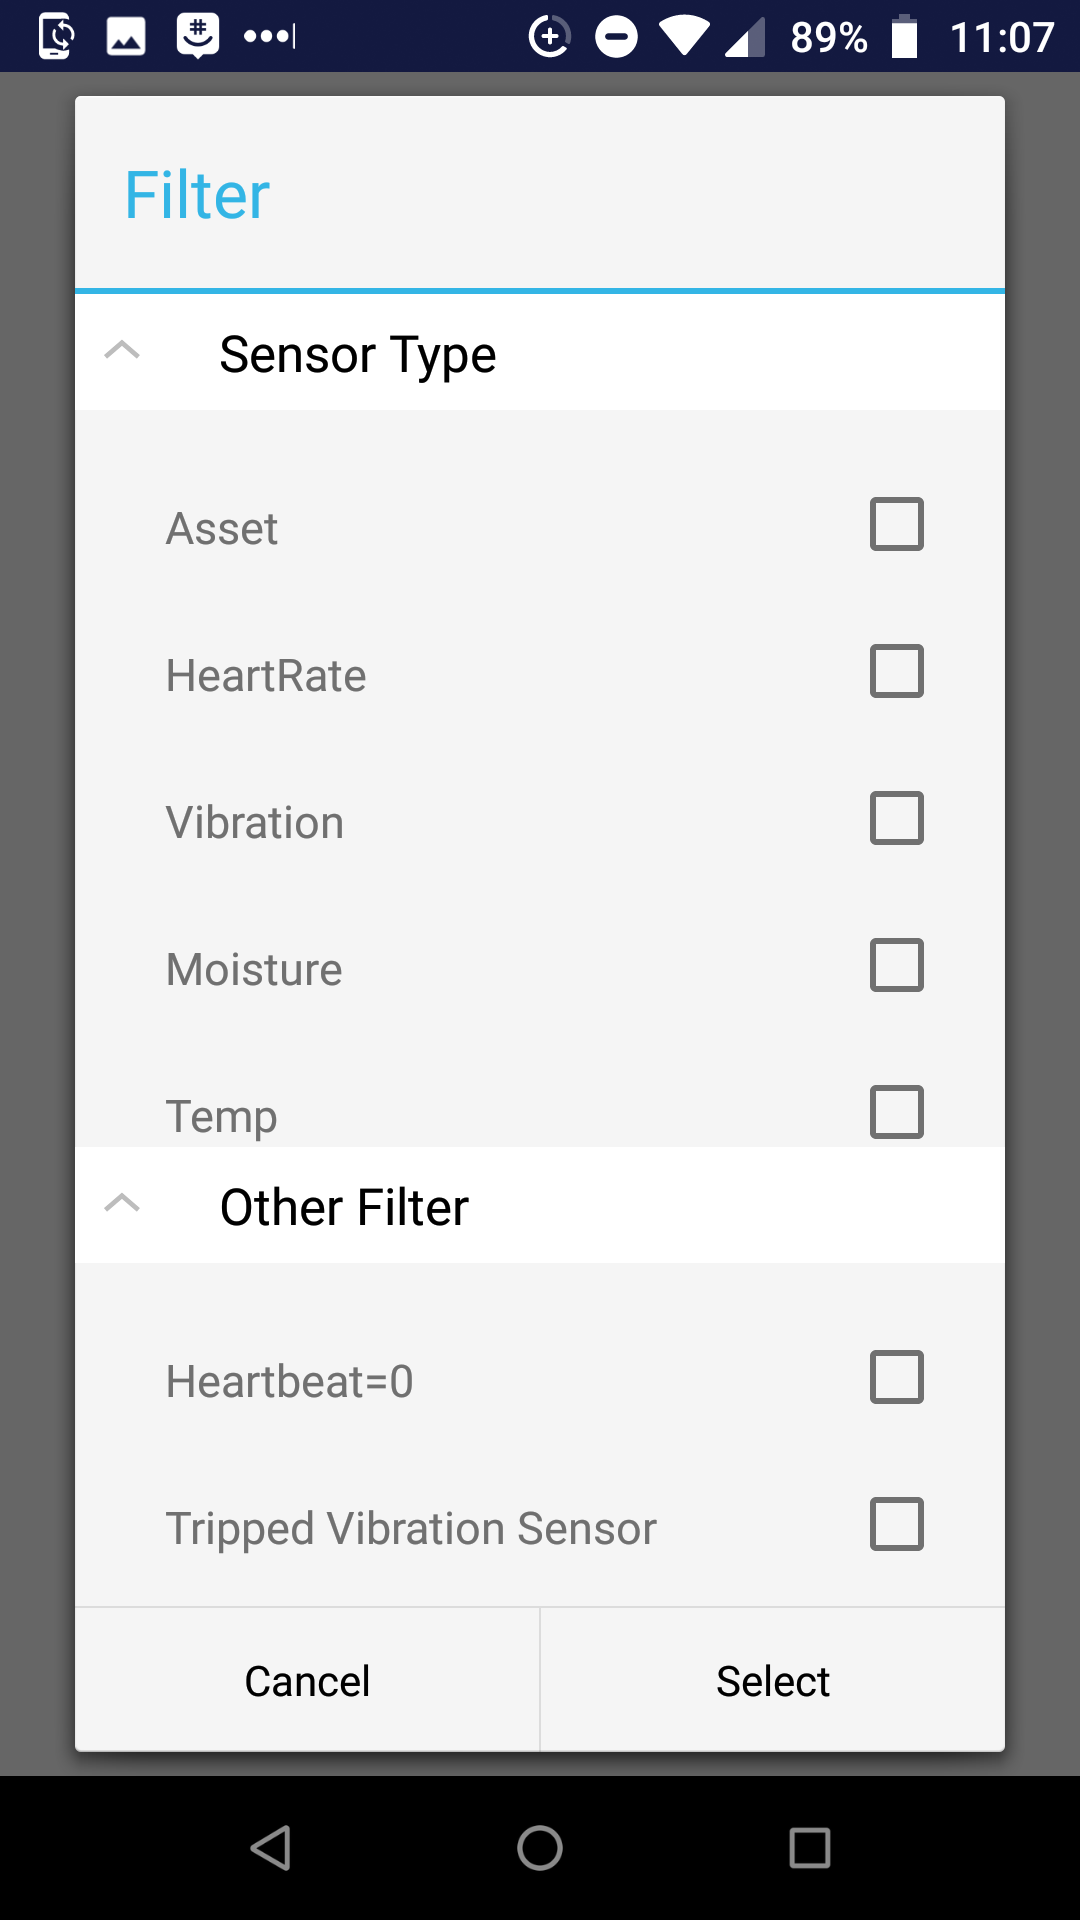 89% 11:07
Filter
Sensor Type
Asset
HeartRate
Vibration
Moisture
Temp
Other Filter
Heartbeat=0
Tripped Vibration Sensor
Cancel Select